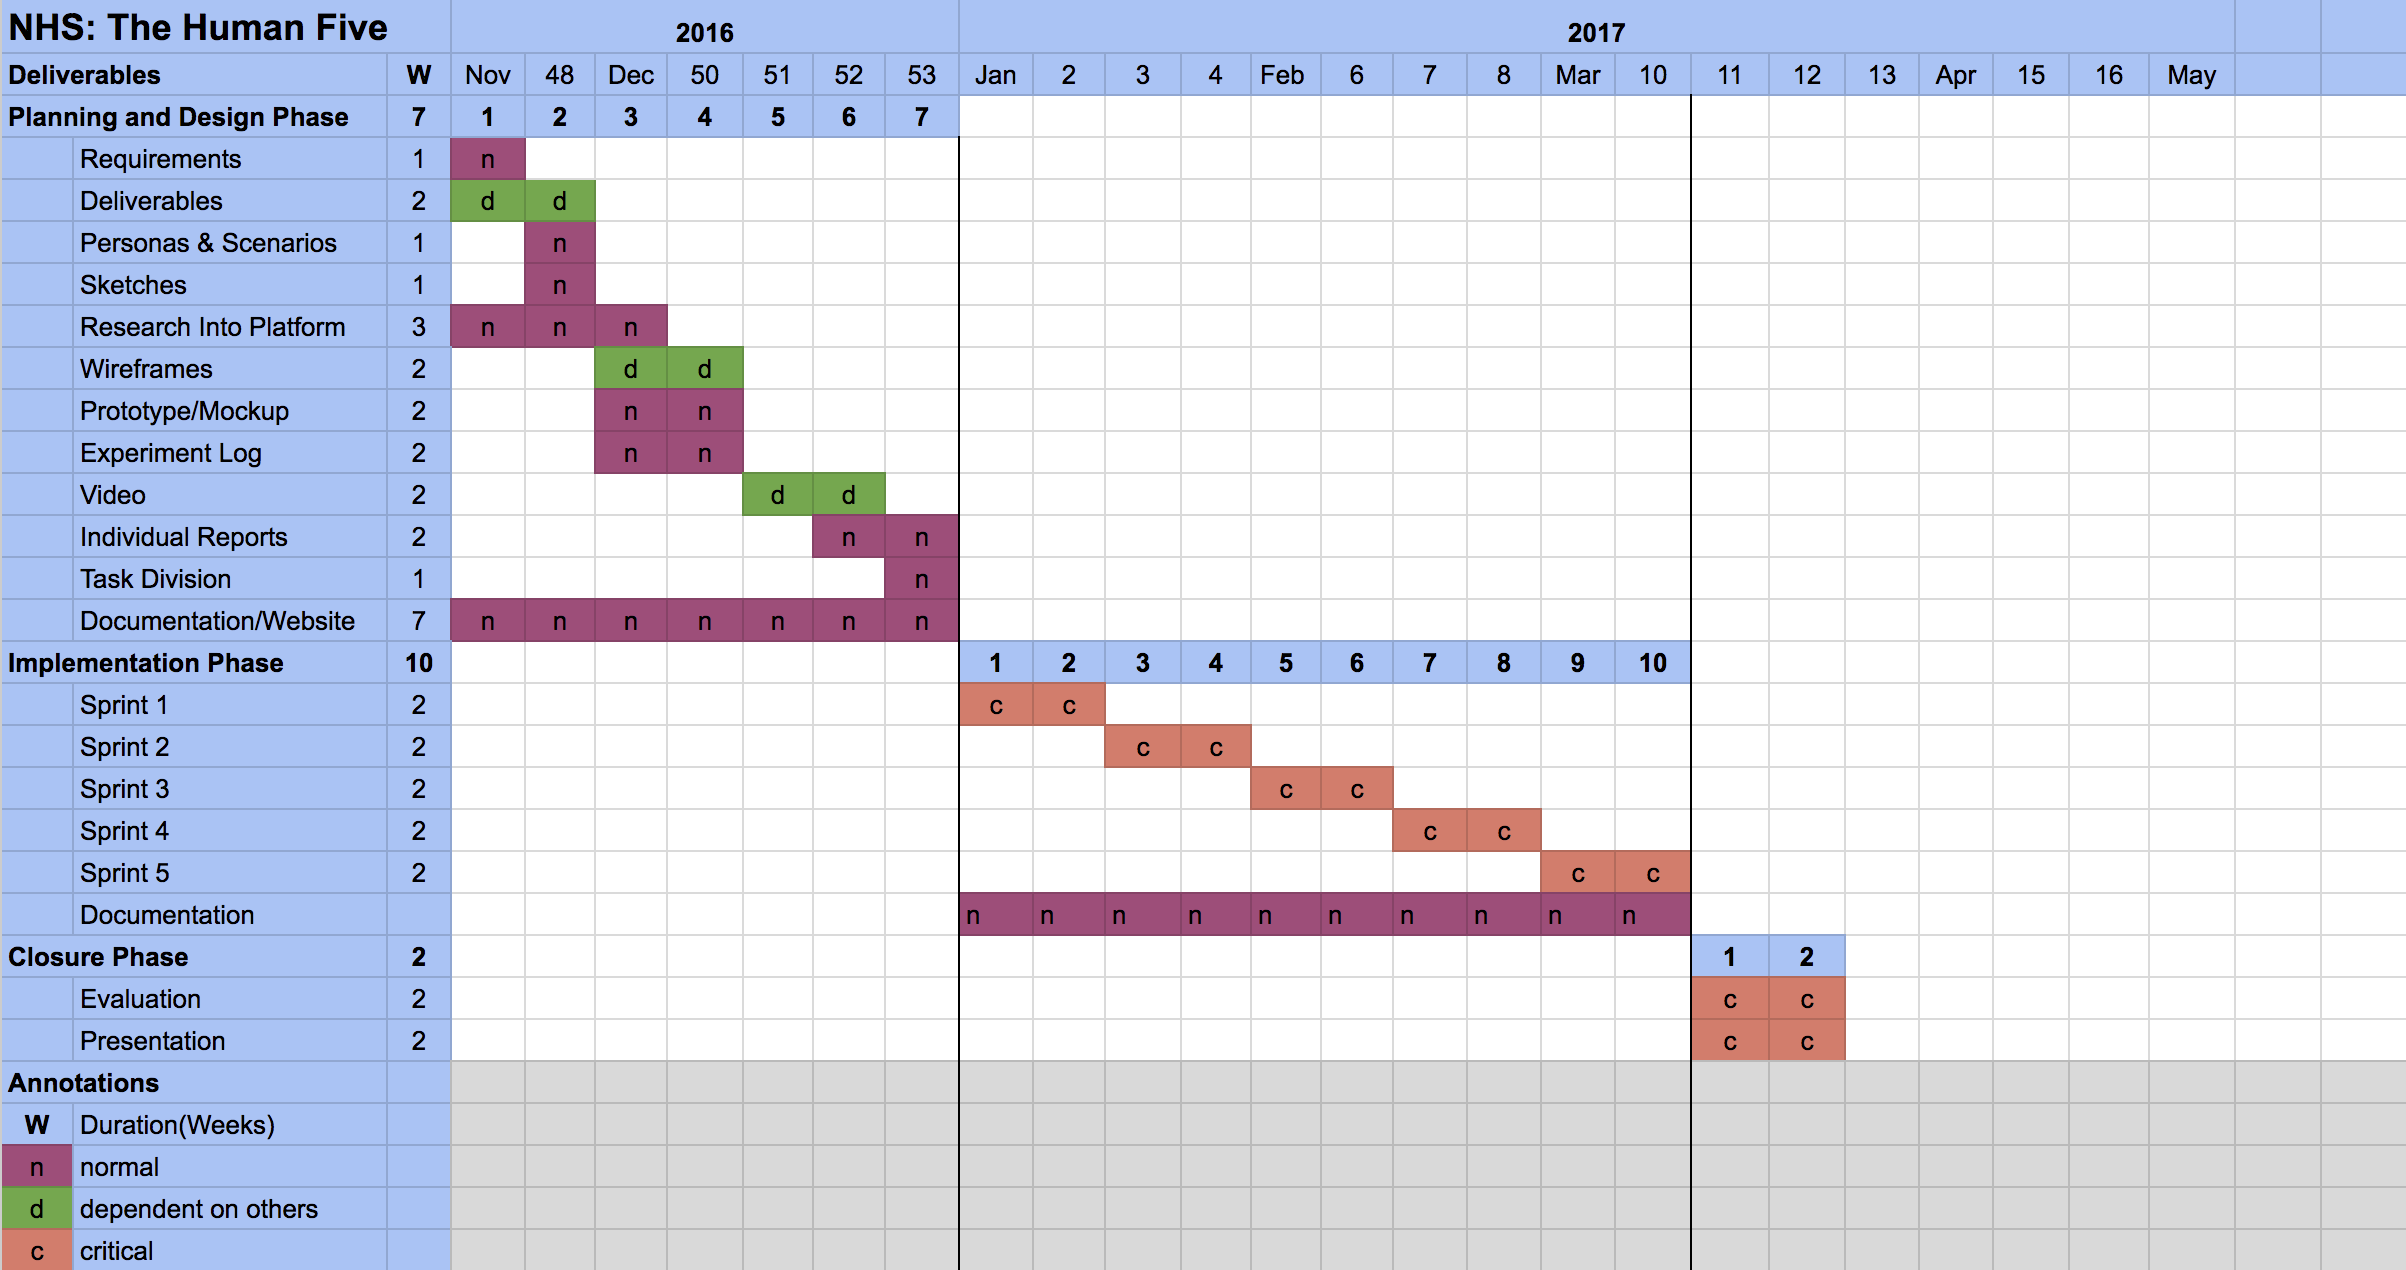 NHS: The Human Five 2016 2017
Deliverables W Nov 48 Dec 50 51 52 53 Jan 2 3 4 Feb 6 7 8 Mar 10 11 12 13 Apr 15 16 May
Planning and Design Phase 7 1 2 3 4 5 6 7
Requirements 1 n
Deliverables 2 d d
Personas & Scenarios 1 n
Sketches 1 n
Research Into Platform 3 n n n
Wireframes 2 d d
Prototype/Mockup 2 n n
Experiment Log 2 n n
Video 2 d d
Individual Reports 2 n n
Task Division 1 n
Documentation/Website 7 n n n n n n n
Implementation Phase 10 1 2 3 4 5 6 7 8 9 10
Sprint 1 2 c c
Sprint 2 2 c c
Sprint 3 2 c c
Sprint 4 2 c c
Sprint 5 2 c c
Documentation n n n n n n n n n n
Closure Phase 2 1 2
Evaluation 2 c c
Presentation 2 c c
Annotations
W Duration(Weeks)
n normal
d dependent on others
c critical